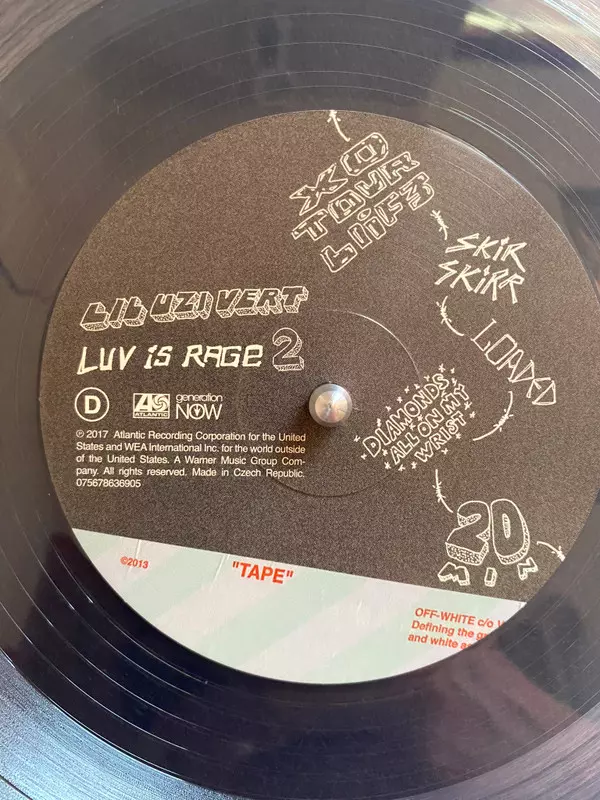 XO
TOUR
LLIF3
SKIR
SKIRR
LOADED
DIAMONDS
ALL ON MY
WRIST
20
MIN
LIL UZI VERT
LUV is RAGE 2
D
ATLANTIC
generation
NOW
℗ 2017 Atlantic Recording Corporation for the United
States and WEA International Inc. for the world outside
of the United States. A Warner Music Group Com-
pany. All rights reserved. Made in Czech Republic.
075678636905
©2013
"TAPE"
OFF-WHITE c/o
Defining the
and white